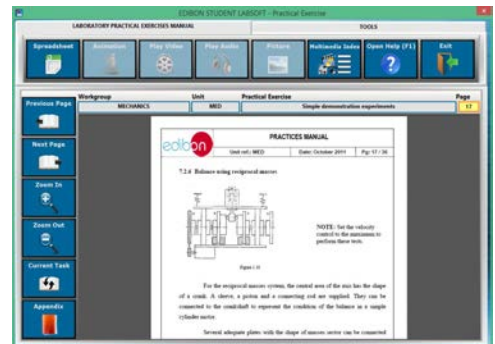 EDIBON STUDENT LABSOFT - Practical Exercise
LABORATORY PRACTICAL EXERCISES MANUAL
TOOLS
Spreadsheet
Animation
Play Video
Play Audio
Picture
Multimedia Index
Open Help (F1)
Exit
Workgroup
Unit
Practical Exercise
Page
MECHANICS
MED
Simple demonstration experiments
17
Previous Page
Next Page
Zoom In
Zoom Out
Current Task
Appendix
edibon
PRACTICES MANUAL
Unit ref.: MED
Date: October 2011
Pg: 17 / 36
7.2.4 Balance using reciprocal masses
NOTE: Set the velocity
control to the maximum to
perform these tests.
For the reciprocal masses system, the central area of the axis has the shape
of a crank. A sleeve, a piston and a connecting rod are supplied. They can be
connected to the crankshaft to represent the condition of the balance in a simple
cylinder motor.
Several adequate plates with the shape of masses sector can be connected